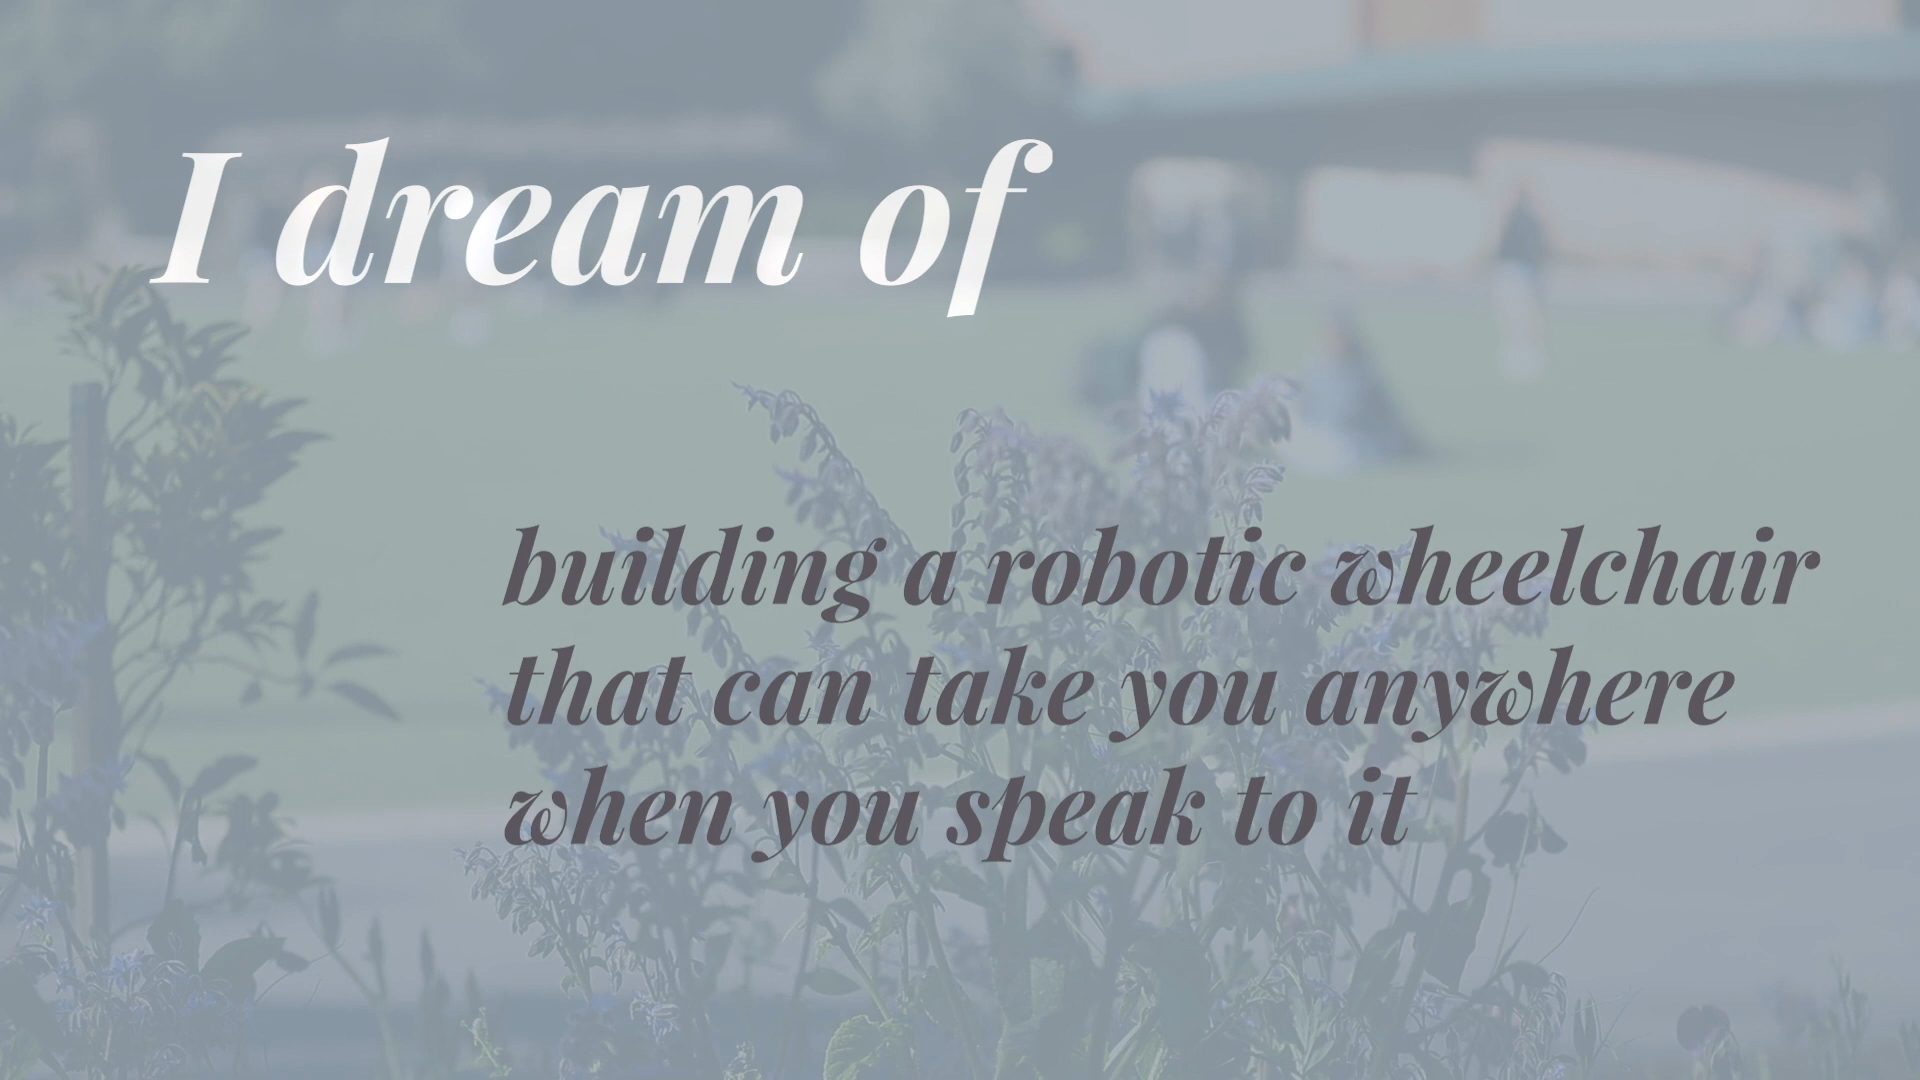 I dream of
building a robotic wheelchair
that can take you anywhere
when you speak to it